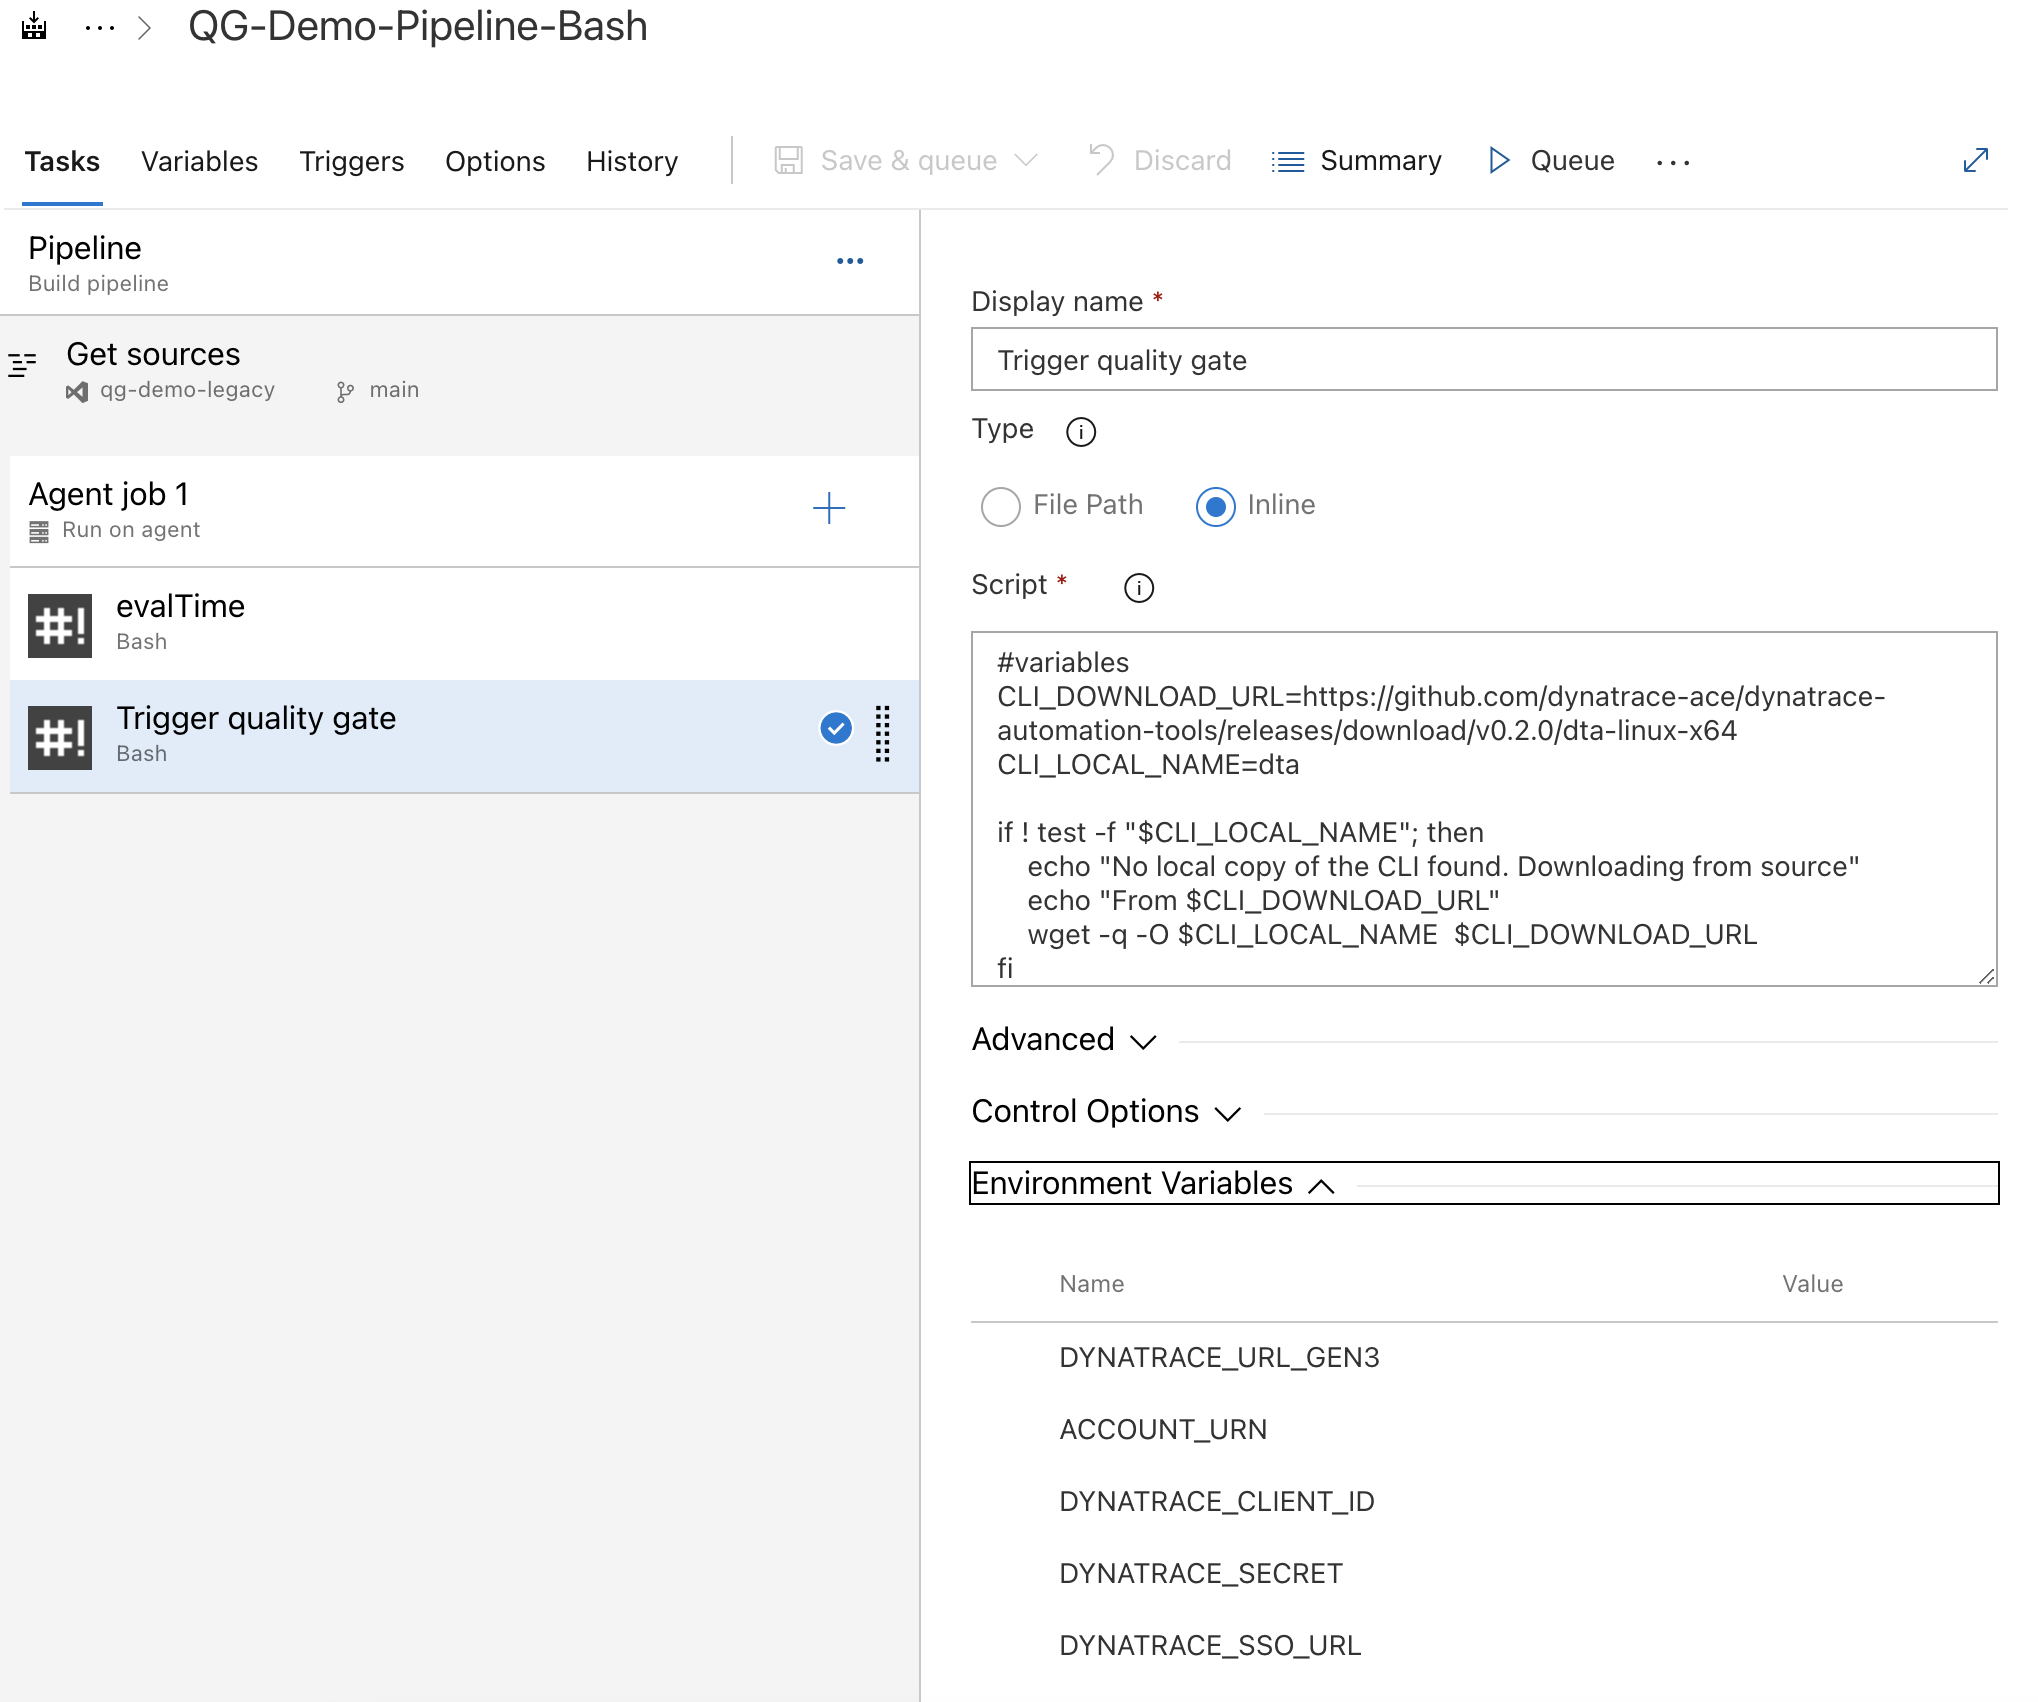 QG-Demo-Pipeline-Bash
Tasks Variables Triggers Options History Save & queue Discard Summary Queue
Pipeline
Build pipeline
Get sources
qg-demo-legacy main
Agent job 1
Run on agent
#! evalTime
Bash
#! Trigger quality gate
Bash
Display name *
Trigger quality gate
Type
File Path Inline
Script *
#variables
CLI_DOWNLOAD_URL=https://github.com/dynatrace-ace/dynatrace-
automation-tools/releases/download/v0.2.0/dta-linux-x64
CLI_LOCAL_NAME=dta
if ! test -f "$CLI_LOCAL_NAME"; then
echo "No local copy of the CLI found. Downloading from source"
echo "From $CLI_DOWNLOAD_URL"
wget -q -O $CLI_LOCAL_NAME  $CLI_DOWNLOAD_URL
fi
Advanced
Control Options
Environment Variables
Name Value
DYNATRACE_URL_GEN3
ACCOUNT_URN
DYNATRACE_CLIENT_ID
DYNATRACE_SECRET
DYNATRACE_SSO_URL